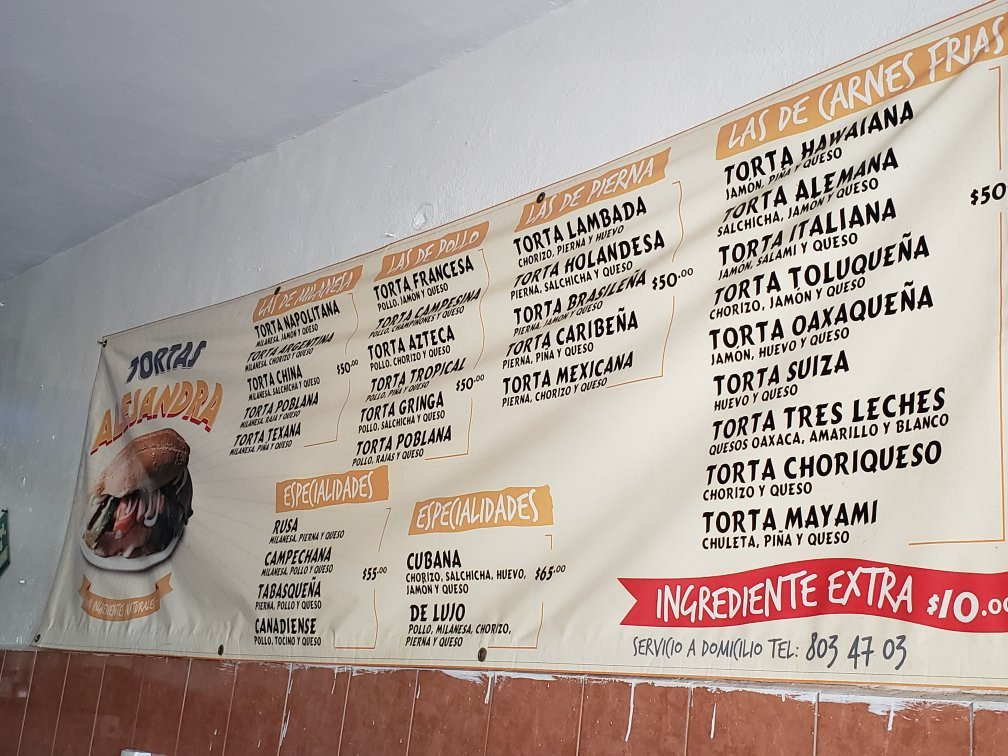 TORTAS
ALEJANDRA
INGREDIENTES NATURALES
LAS DE MILANESA
TORTA NAPOLITANA
MILANESA, JAMON Y QUESO
TORTA ARGENTINA
MILANESA, CHORIZO Y QUESO
TORTA CHINA
MILANESA, SALCHICHA Y QUESO
TORTA POBLANA
MILANESA, RAJA Y QUESO
TORTA TEXANA
MILANESA, PIÑA Y QUESO
$50.00
LAS DE POLLO
TORTA FRANCESA
POLLO, JAMON Y QUESO
TORTA CAMPESINA
POLLO, CHAMPIÑONES Y QUESO
TORTA AZTECA
POLLO, CHORIZO Y QUESO
TORTA TROPICAL
POLLO, PIÑA Y QUESO
TORTA GRINGA
POLLO, SALCHICHA Y QUESO
TORTA POBLANA
POLLO, RAJAS Y QUESO
$50.00
LAS DE PIERNA
TORTA LAMBADA
CHORIZO, PIERNA Y HUEVO
TORTA HOLANDESA
PIERNA, SALCHICHA Y QUESO
TORTA BRASILEÑA
PIERNA, JAMON Y QUESO
TORTA CARIBEÑA
PIERNA, PIÑA Y QUESO
TORTA MEXICANA
PIERNA, CHORIZO Y QUESO
$50.00
LAS DE CARNES FRIAS
TORTA HAWAIANA
JAMÓN, PIÑA Y QUESO
TORTA ALEMANA
SALCHICHA, JAMON Y QUESO
TORTA ITALIANA
JAMON, SALAMI Y QUESO
TORTA TOLUQUEÑA
CHORIZO, JAMÓN Y QUESO
TORTA OAXAQUEÑA
JAMÓN, HUEVO Y QUESO
TORTA SUIZA
HUEVO Y QUESO
TORTA TRES LECHES
QUESOS OAXACA, AMARILLO Y BLANCO
TORTA CHORIQUESO
CHORIZO Y QUESO
TORTA MAYAMI
CHULETA, PIÑA Y QUESO
$50
ESPECIALIDADES
RUSA
MILANESA, PIERNA Y QUESO
CAMPECHANA
MILANESA, POLLO Y QUESO
TABASQUEÑA
PIERNA, POLLO Y QUESO
CANADIENSE
POLLO, TOCINO Y QUESO
$55.00
ESPECIALIDADES
CUBANA
CHORIZO, SALCHICHA, HUEVO,
JAMON Y QUESO
DE LUJO
POLLO, MILANESA, CHORIZO,
PIERNA Y QUESO
$65.00
INGREDIENTE EXTRA $10.00
SERVICIO A DOMICILIO TEL: 803 47 03